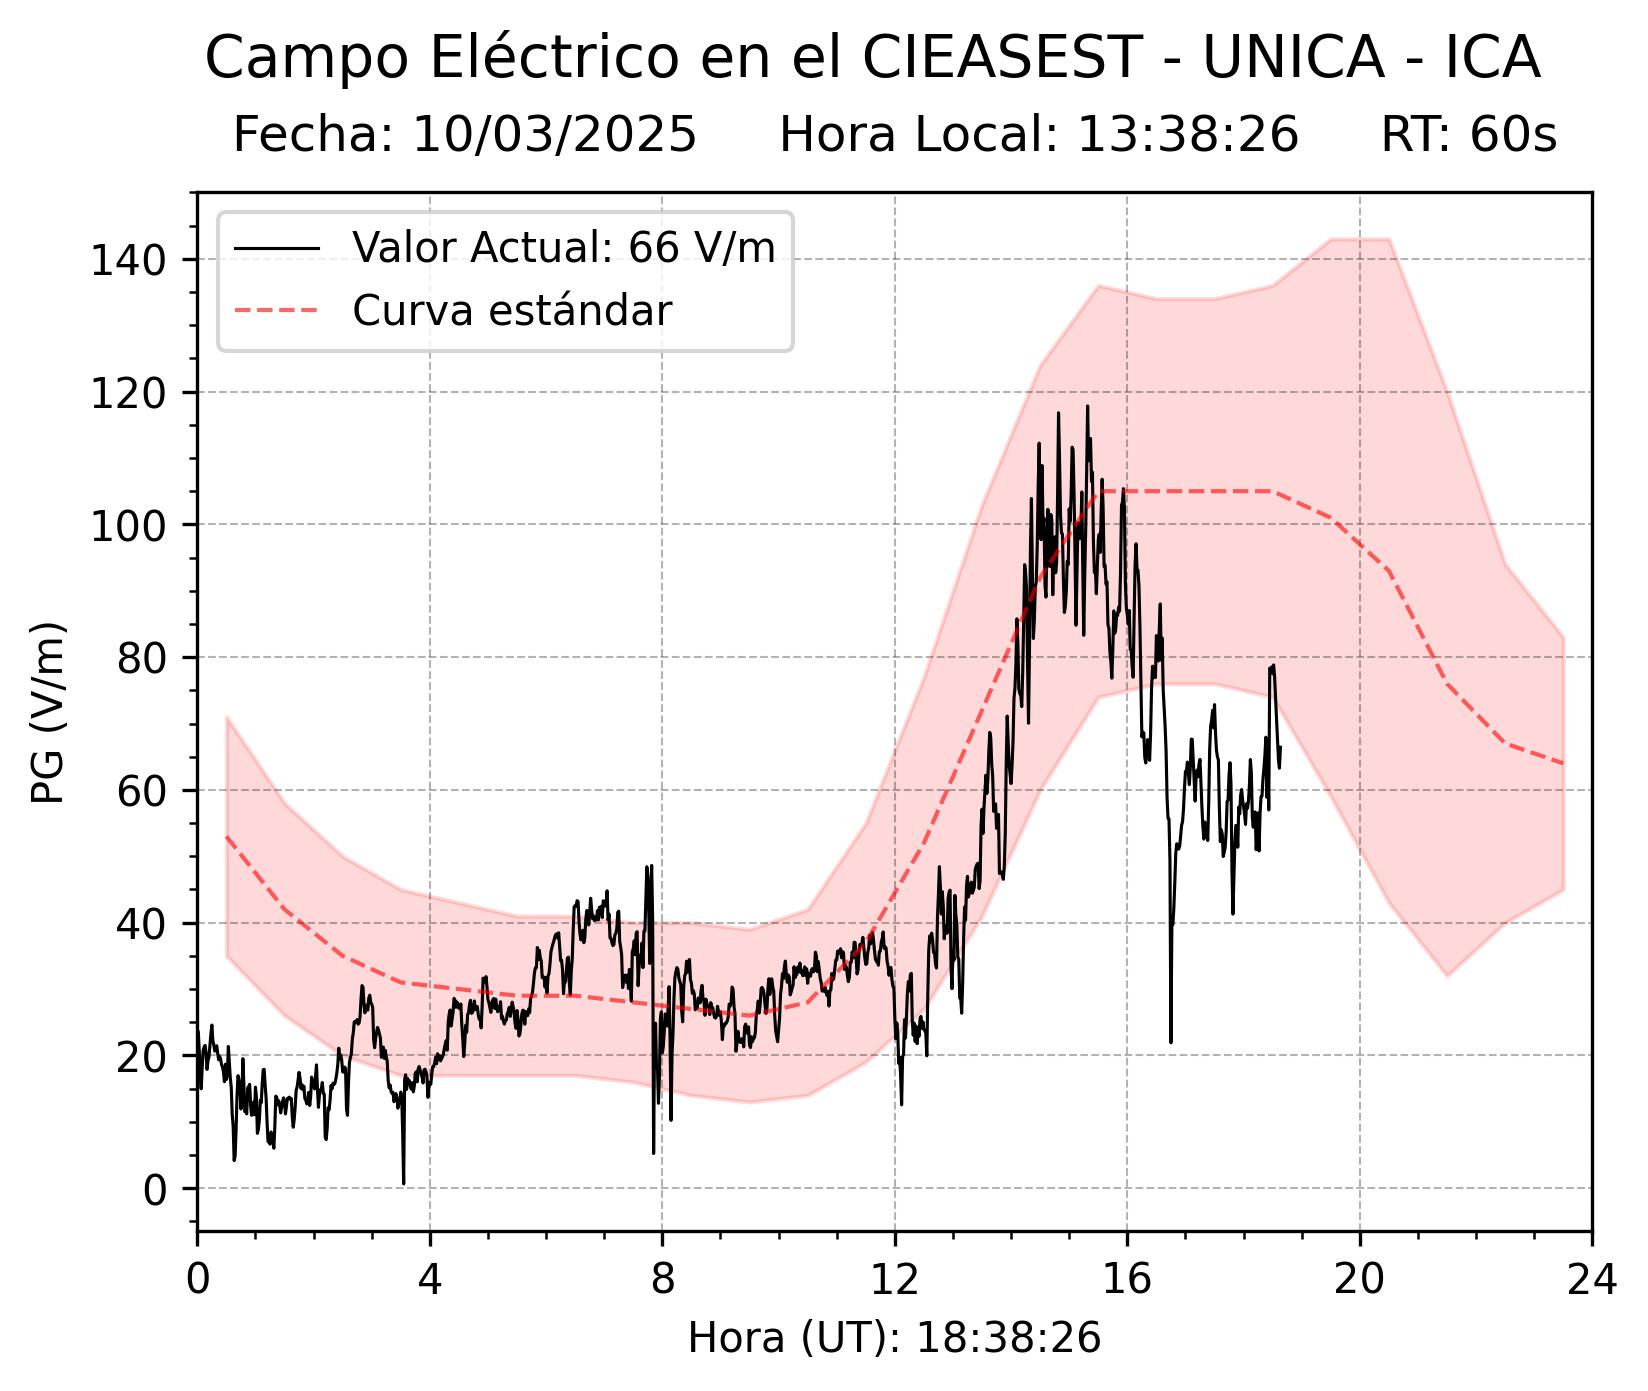 Campo Eléctrico en el CIEASEST - UNICA - ICA
Fecha: 10/03/2025 Hora Local: 13:38:26 RT: 60s
Valor Actual: 66 V/m
Curva estándar
PG (V/m)
140
120
100
80
60
40
20
0
0 4 8 12 16 20 24
Hora (UT): 18:38:26